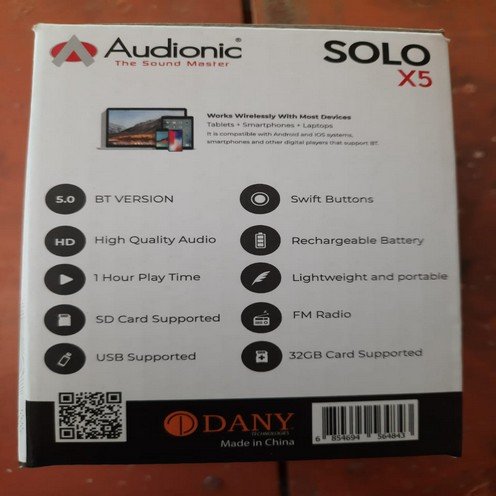 Audionic®
The Sound Master
SOLO
X5
Works Wirelessly With Most Devices
Tablets + Smartphones + Laptops
It is compatible with Android and IOS systems,
smartphones and other digital players that support BT.
5.0 BT VERSION
Swift Buttons
HD High Quality Audio
Rechargeable Battery
1 Hour Play Time
Lightweight and portable
SD Card Supported
FM Radio
USB Supported
32GB Card Supported
DANY
TECHNOLOGIES
Made in China
6 854694 564843